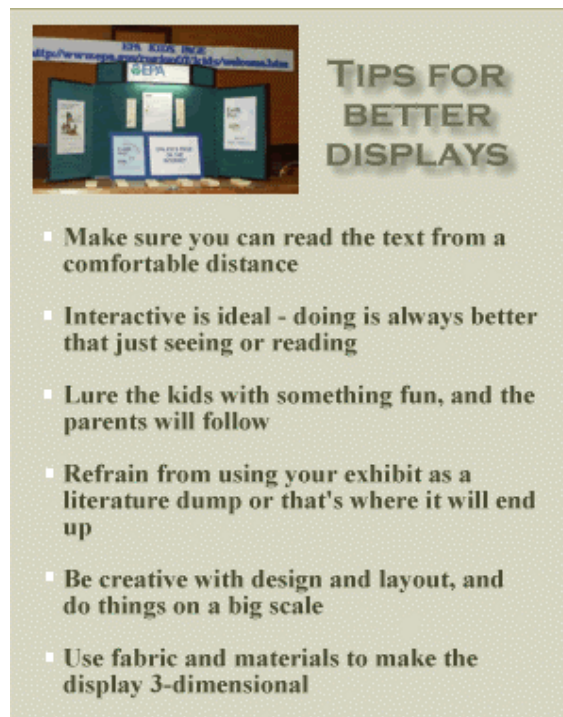 EPA KIDS PAGE
EPA
TIPS FOR
BETTER
DISPLAYS
Make sure you can read the text from a
comfortable distance
Interactive is ideal - doing is always better
that just seeing or reading
Lure the kids with something fun, and the
parents will follow
Refrain from using your exhibit as a
literature dump or that's where it will end
up
Be creative with design and layout, and
do things on a big scale
Use fabric and materials to make the
display 3-dimensional